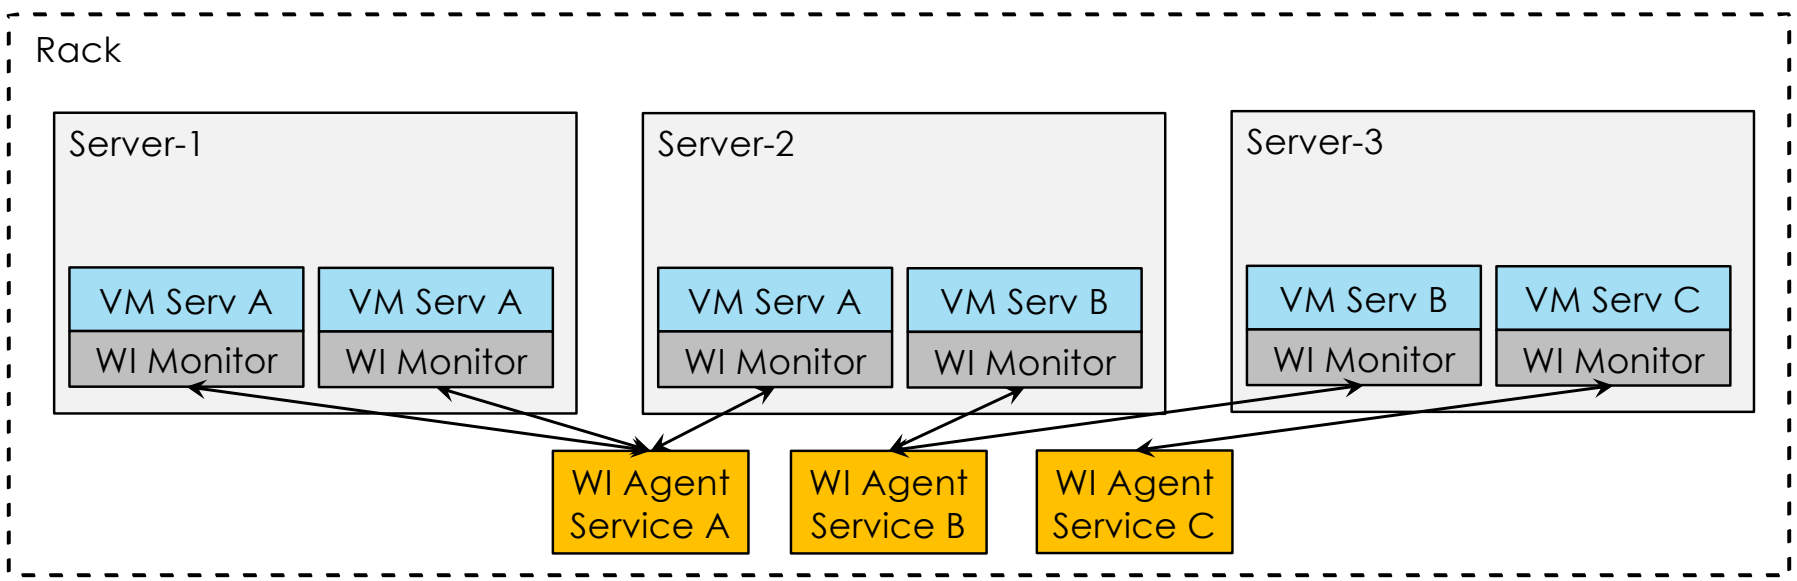 Rack
Server-1
Server-2
Server-3
VM Serv A
VM Serv A
VM Serv A
VM Serv B
VM Serv B
VM Serv C
WI Monitor
WI Monitor
WI Monitor
WI Monitor
WI Monitor
WI Monitor
WI Agent
Service A
WI Agent
Service B
WI Agent
Service C